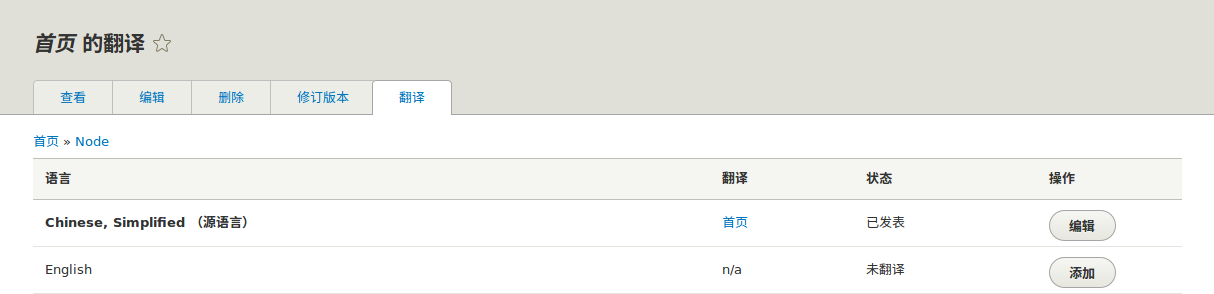 首页 的翻译
查看 编辑 删除 修订版本 翻译
首页 » Node
语言 翻译 状态 操作
Chinese, Simplified （源语言） 首页 已发表 编辑
English n/a 未翻译 添加